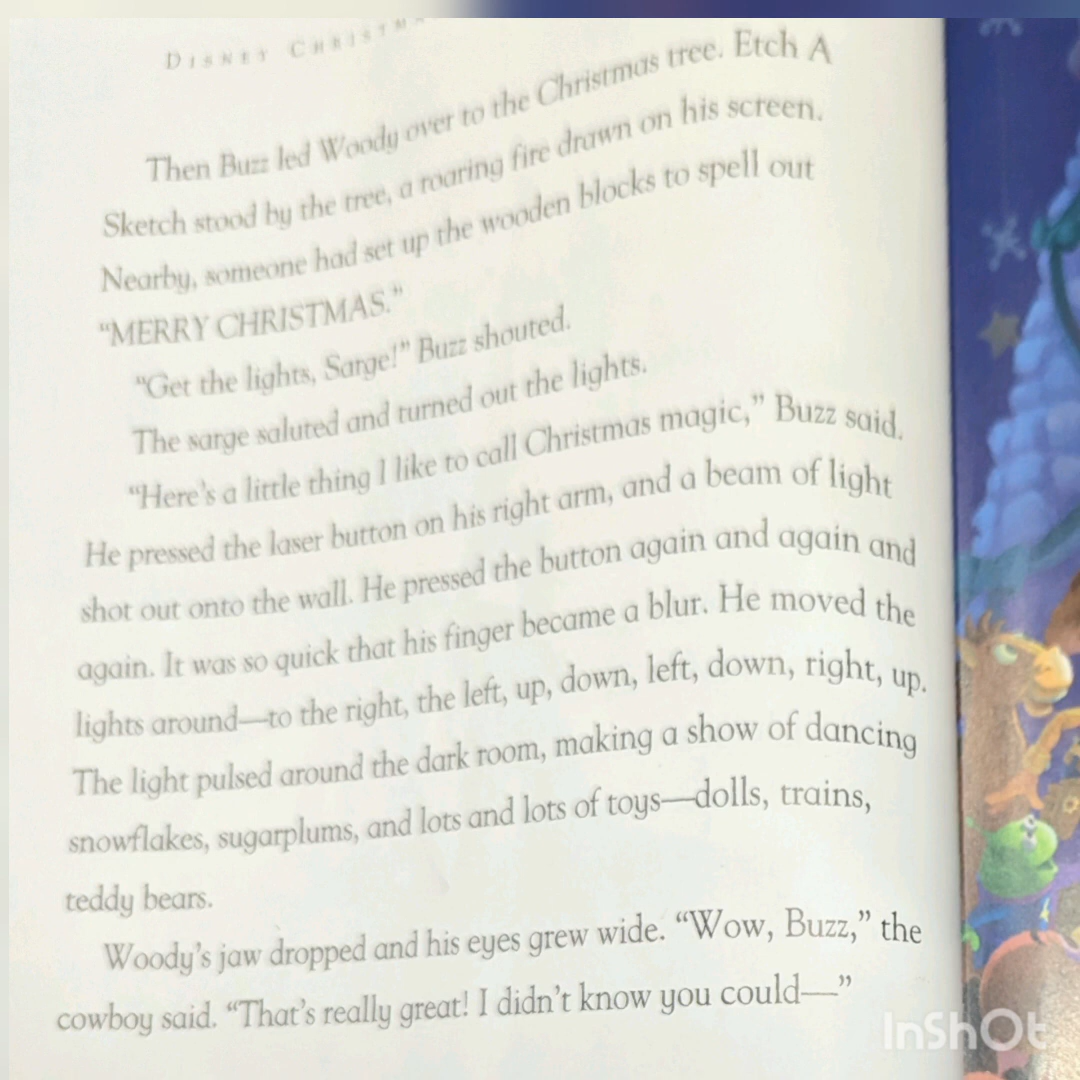 DISNEY CHRISTM
Then Buzz led Woody over to the Christmas tree. Etch A
Sketch stood by the tree, a roaring fire drawn on his screen.
Nearby, someone had set up the wooden blocks to spell out
“MERRY CHRISTMAS.”
“Get the lights, Sarge!” Buzz shouted.
The sarge saluted and turned out the lights.
“Here’s a little thing I like to call Christmas magic,” Buzz said.
He pressed the laser button on his right arm, and a beam of light
shot out onto the wall. He pressed the button again and again and
again. It was so quick that his finger became a blur. He moved the
lights around—to the right, the left, up, down, left, down, right, up.
The light pulsed around the dark room, making a show of dancing
snowflakes, sugarplums, and lots and lots of toys—dolls, trains,
teddy bears.
Woody’s jaw dropped and his eyes grew wide. “Wow, Buzz,” the
cowboy said. “That’s really great! I didn’t know you could—”
InShOt